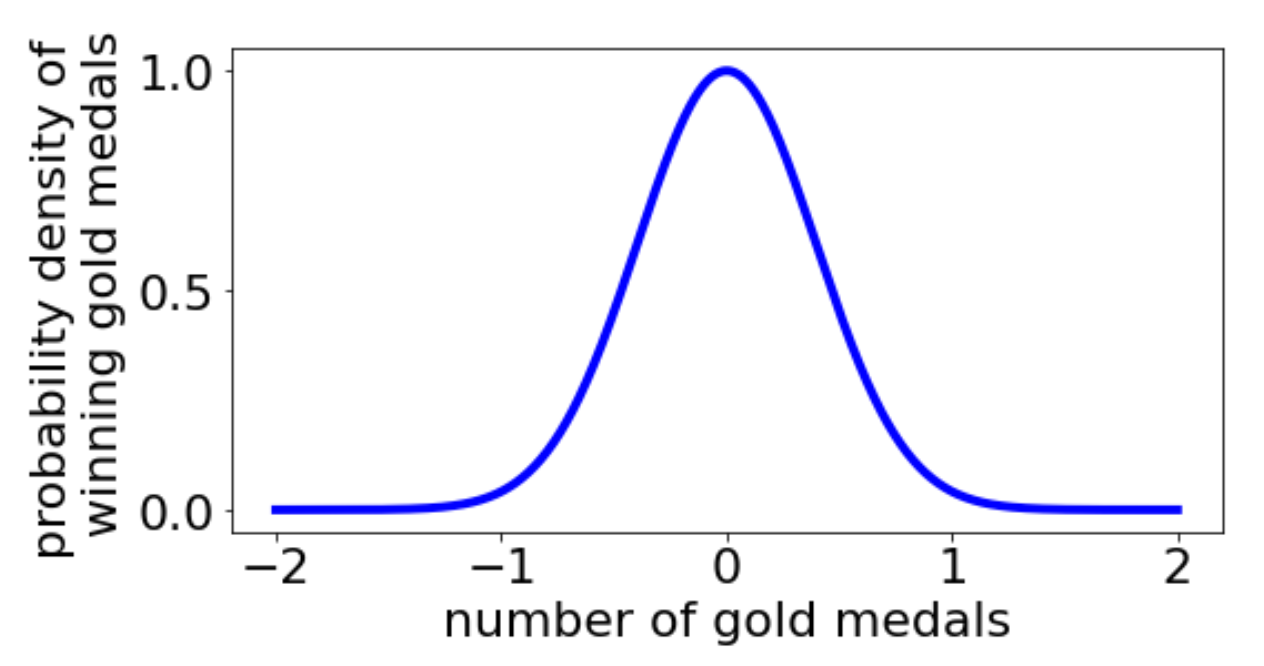 probability density of
winning gold medals
1.0
0.5
0.0
−2 −1 0 1 2
number of gold medals